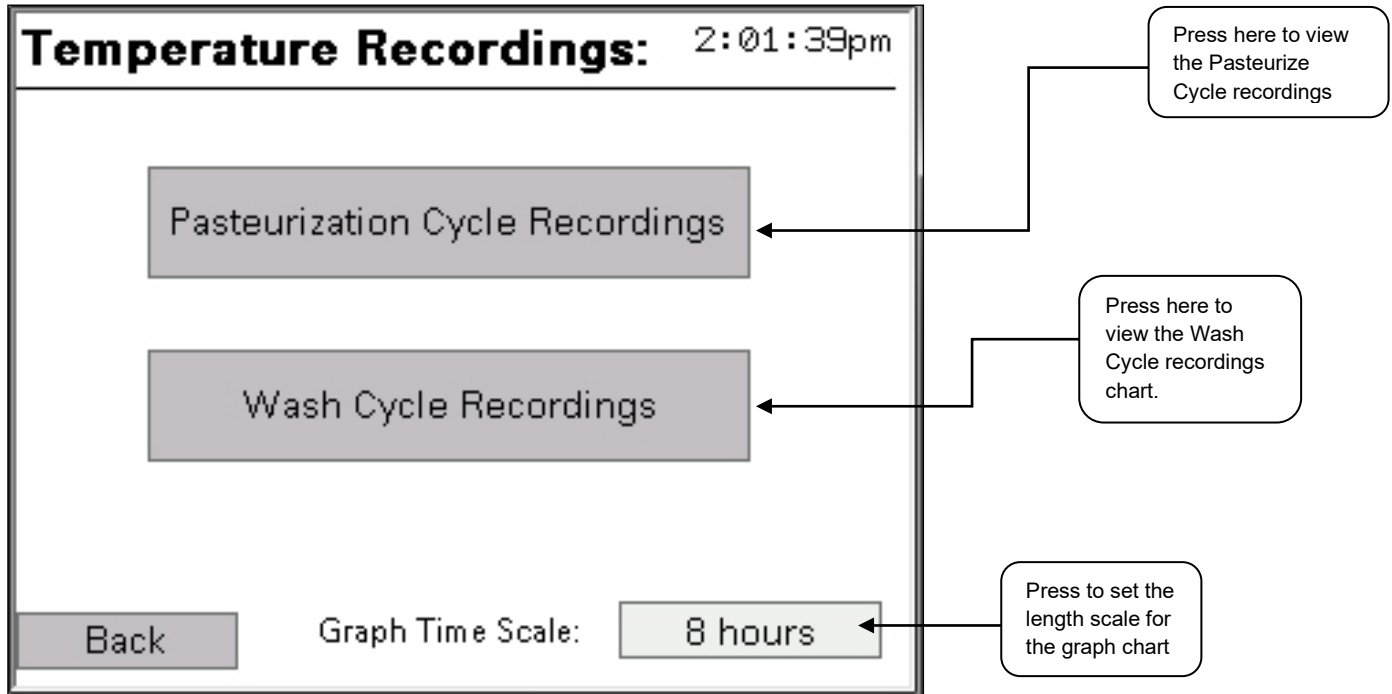 Temperature Recordings: 2:01:39pm
Press here to view
the Pasteurize
Cycle recordings
Pasteurization Cycle Recordings
Press here to
view the Wash
Cycle recordings
chart.
Wash Cycle Recordings
Press to set the
length scale for
the graph chart
Back
Graph Time Scale: 8 hours